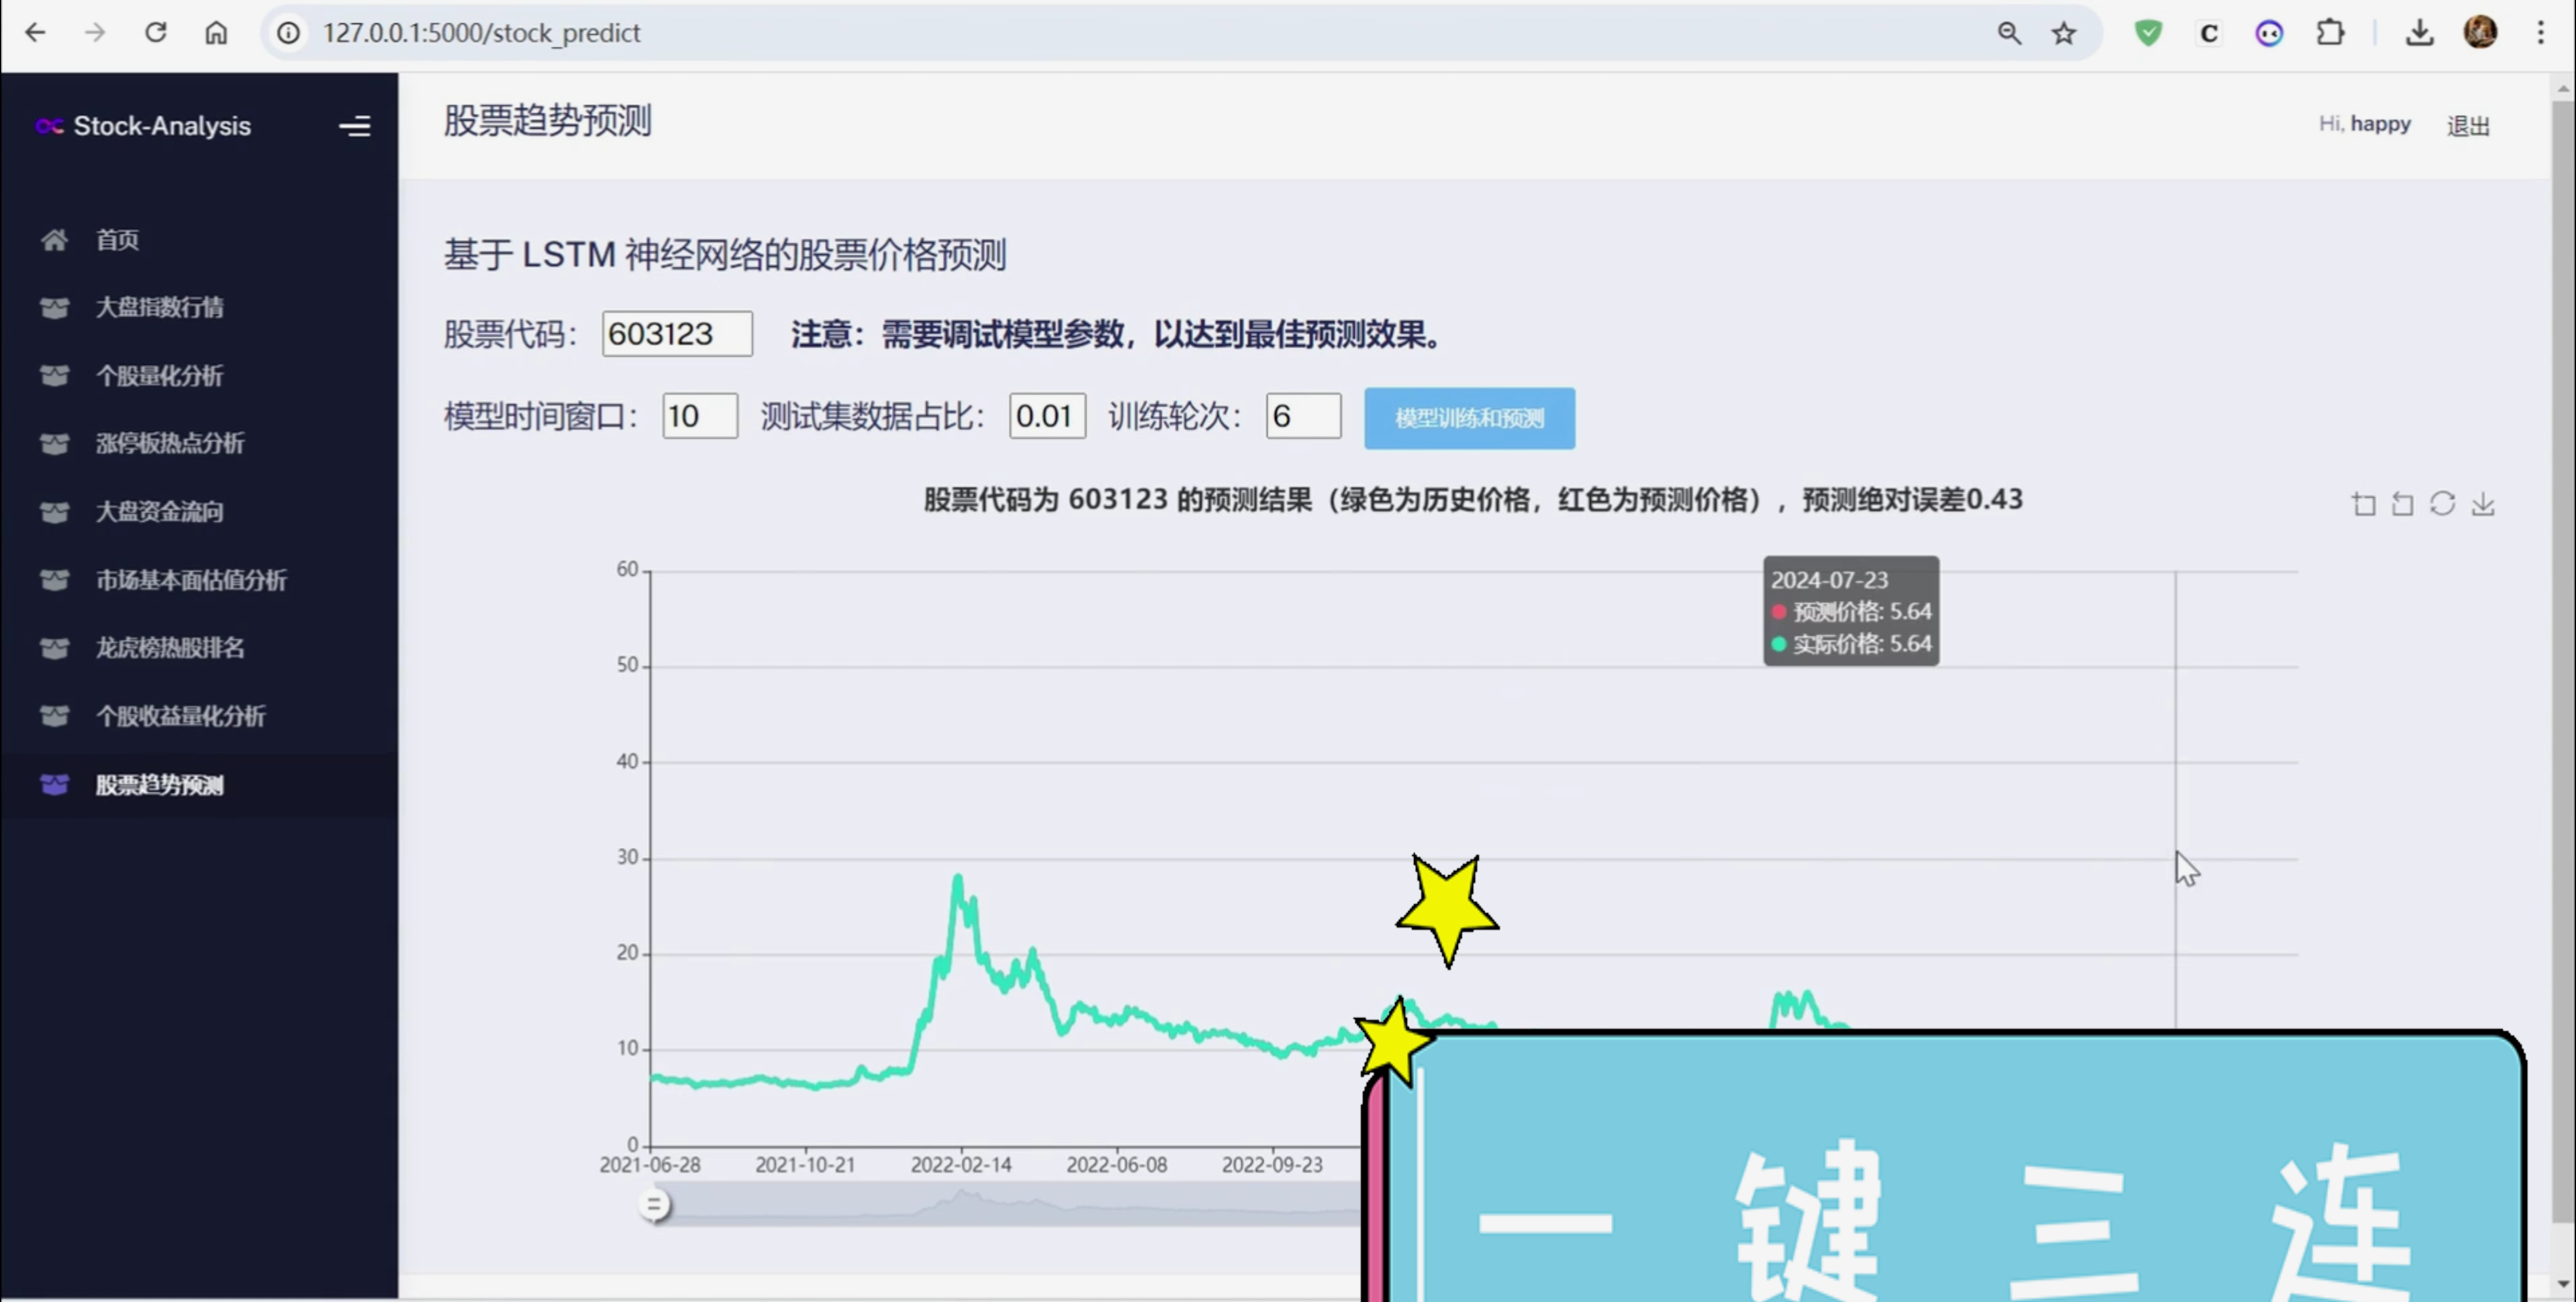 127.0.0.1:5000/stock_predict
C
Stock-Analysis
股票趋势预测
Hi, happy 退出
首页
大盘指数行情
个股量化分析
涨停板热点分析
大盘资金流向
市场基本面估值分析
龙虎榜热股排名
个股收益量化分析
股票趋势预测
基于 LSTM 神经网络的股票价格预测
股票代码： 603123 注意：需要调试模型参数，以达到最佳预测效果。
模型时间窗口： 10 测试集数据占比： 0.01 训练轮次： 6 模型训练和预测
股票代码为 603123 的预测结果（绿色为历史价格，红色为预测价格），预测绝对误差0.43
2024-07-23
预测价格: 5.64
实际价格: 5.64
60
50
40
30
20
10
0
2021-06-28 2021-10-21 2022-02-14 2022-06-08 2022-09-23
一键三连